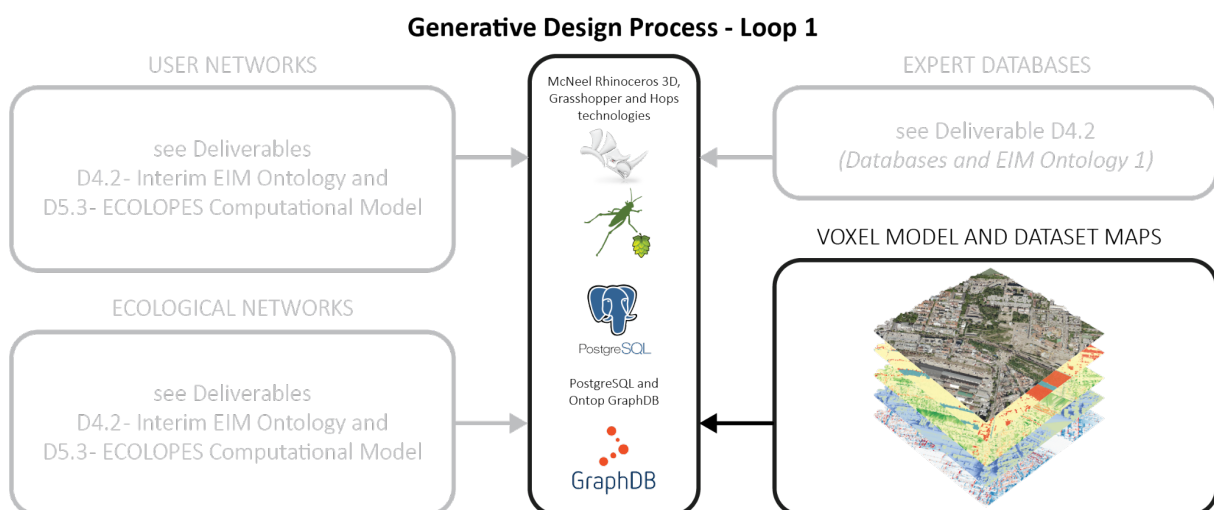 Generative Design Process - Loop 1
USER NETWORKS
see Deliverables
D4.2- Interim EIM Ontology and
D5.3- ECOLOPES Computational Model
ECOLOGICAL NETWORKS
see Deliverables
D4.2- Interim EIM Ontology and
D5.3- ECOLOPES Computational Model
McNeel Rhinoceros 3D,
Grasshopper and Hops
technologies
PostgreSQL
PostgreSQL and
Ontop GraphDB
GraphDB
EXPERT DATABASES
see Deliverable D4.2
(Databases and EIM Ontology 1)
VOXEL MODEL AND DATASET MAPS